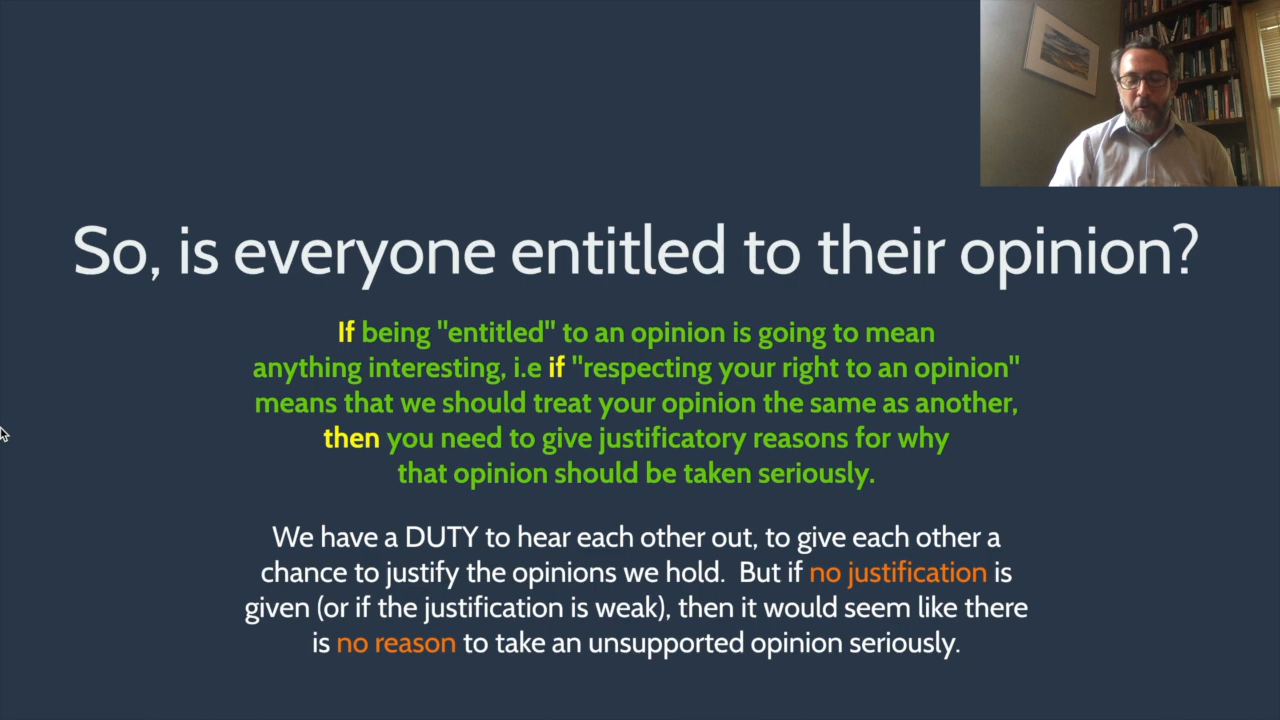 So, is everyone entitled to their opinion?
If being "entitled" to an opinion is going to mean
anything interesting, i.e if "respecting your right to an opinion"
means that we should treat your opinion the same as another,
then you need to give justificatory reasons for why
that opinion should be taken seriously.
We have a DUTY to hear each other out, to give each other a
chance to justify the opinions we hold.  But if no justification is
given (or if the justification is weak), then it would seem like there
is no reason to take an unsupported opinion seriously.